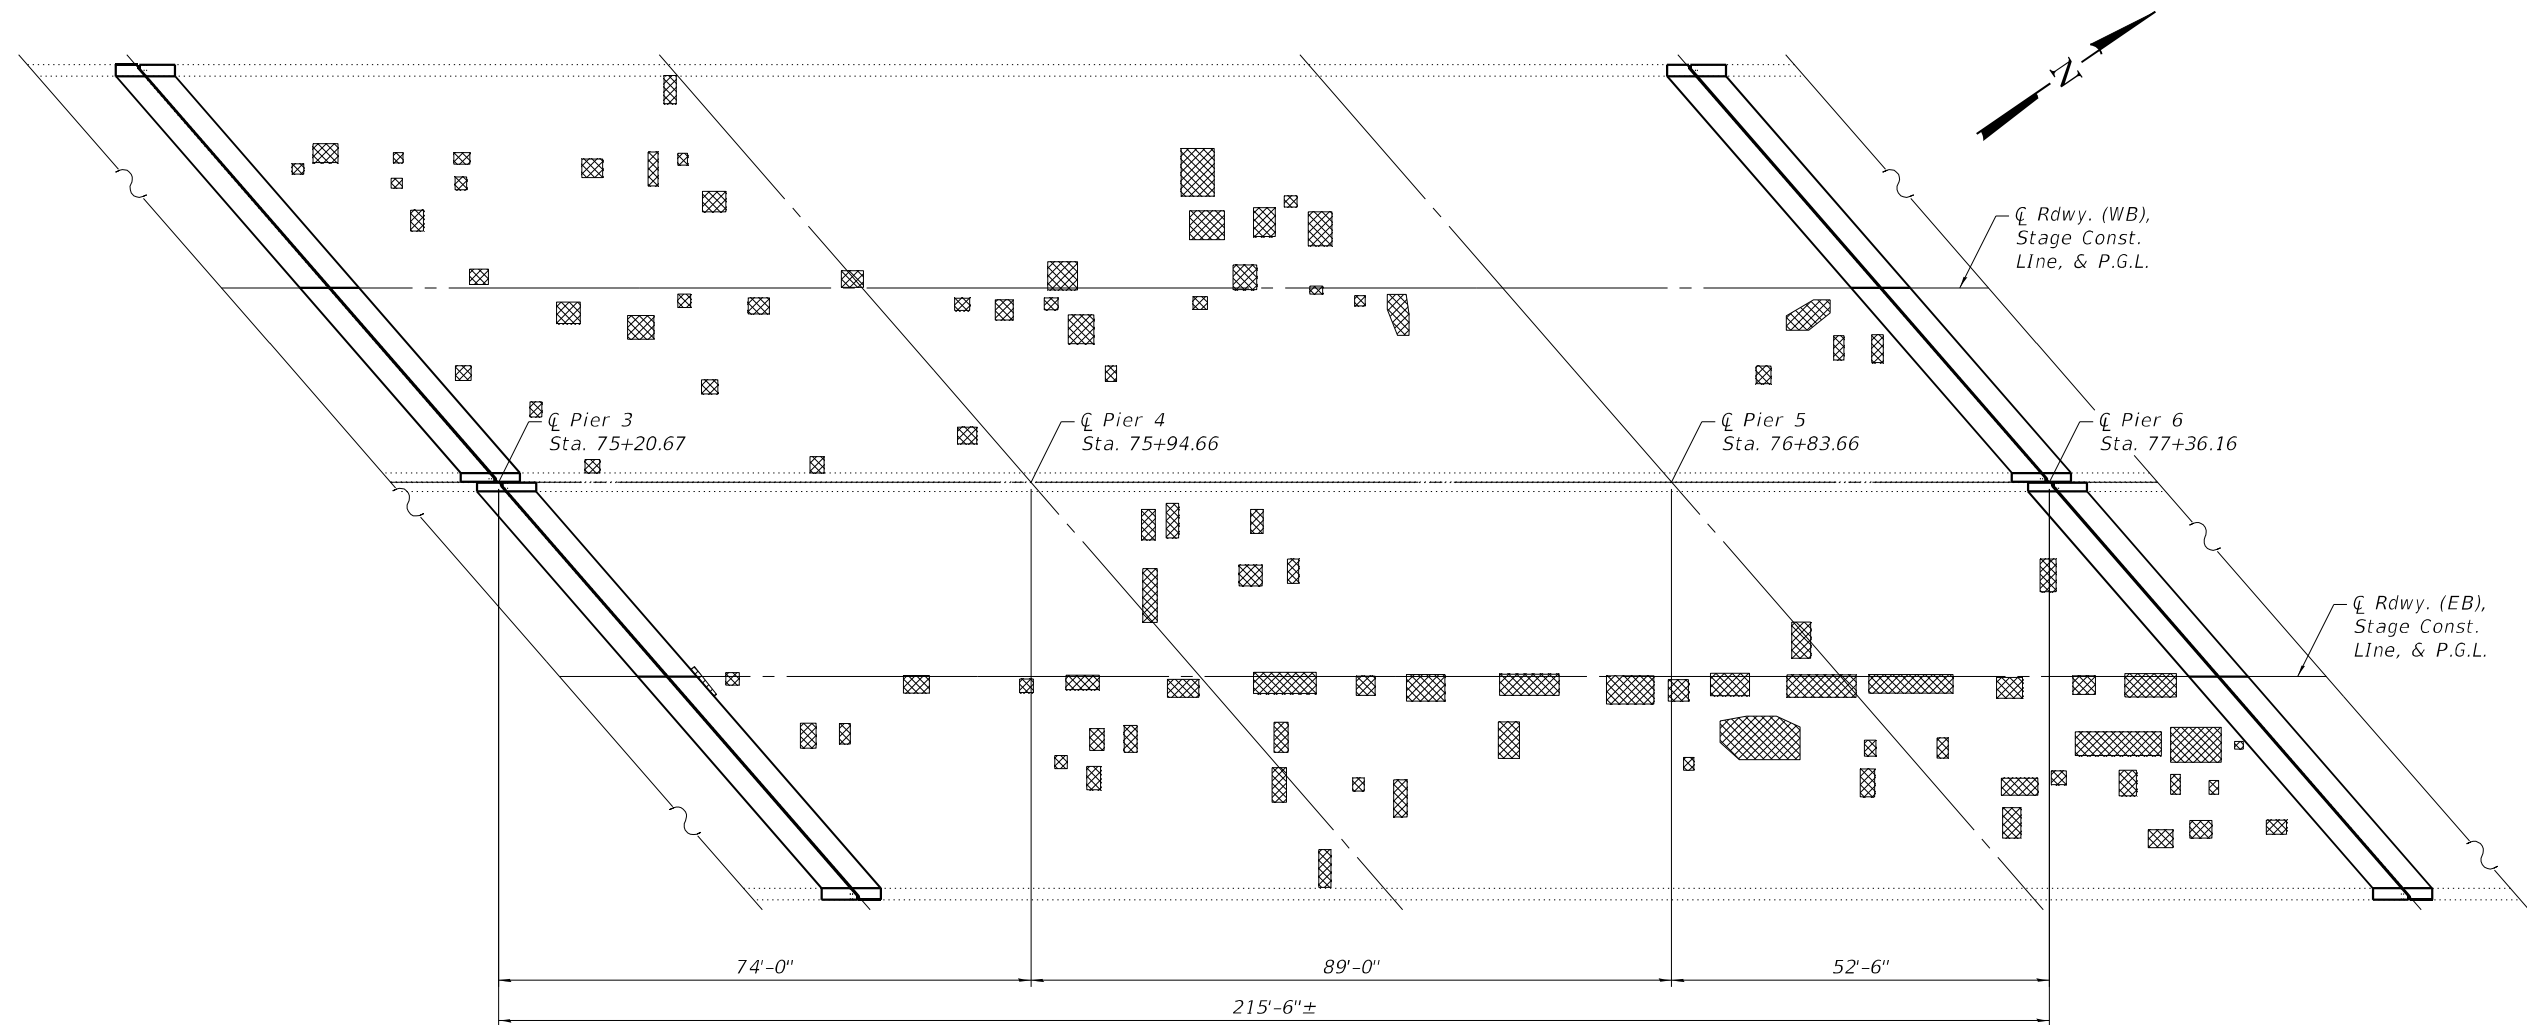 N
℄ Rdwy. (WB),
Stage Const.
LIne, & P.G.L.
℄ Pier 3
Sta. 75+20.67
℄ Pier 4
Sta. 75+94.66
℄ Pier 5
Sta. 76+83.66
℄ Pier 6
Sta. 77+36.16
℄ Rdwy. (EB),
Stage Const.
LIne, & P.G.L.
74'-0"
89'-0"
52'-6"
215'-6"±